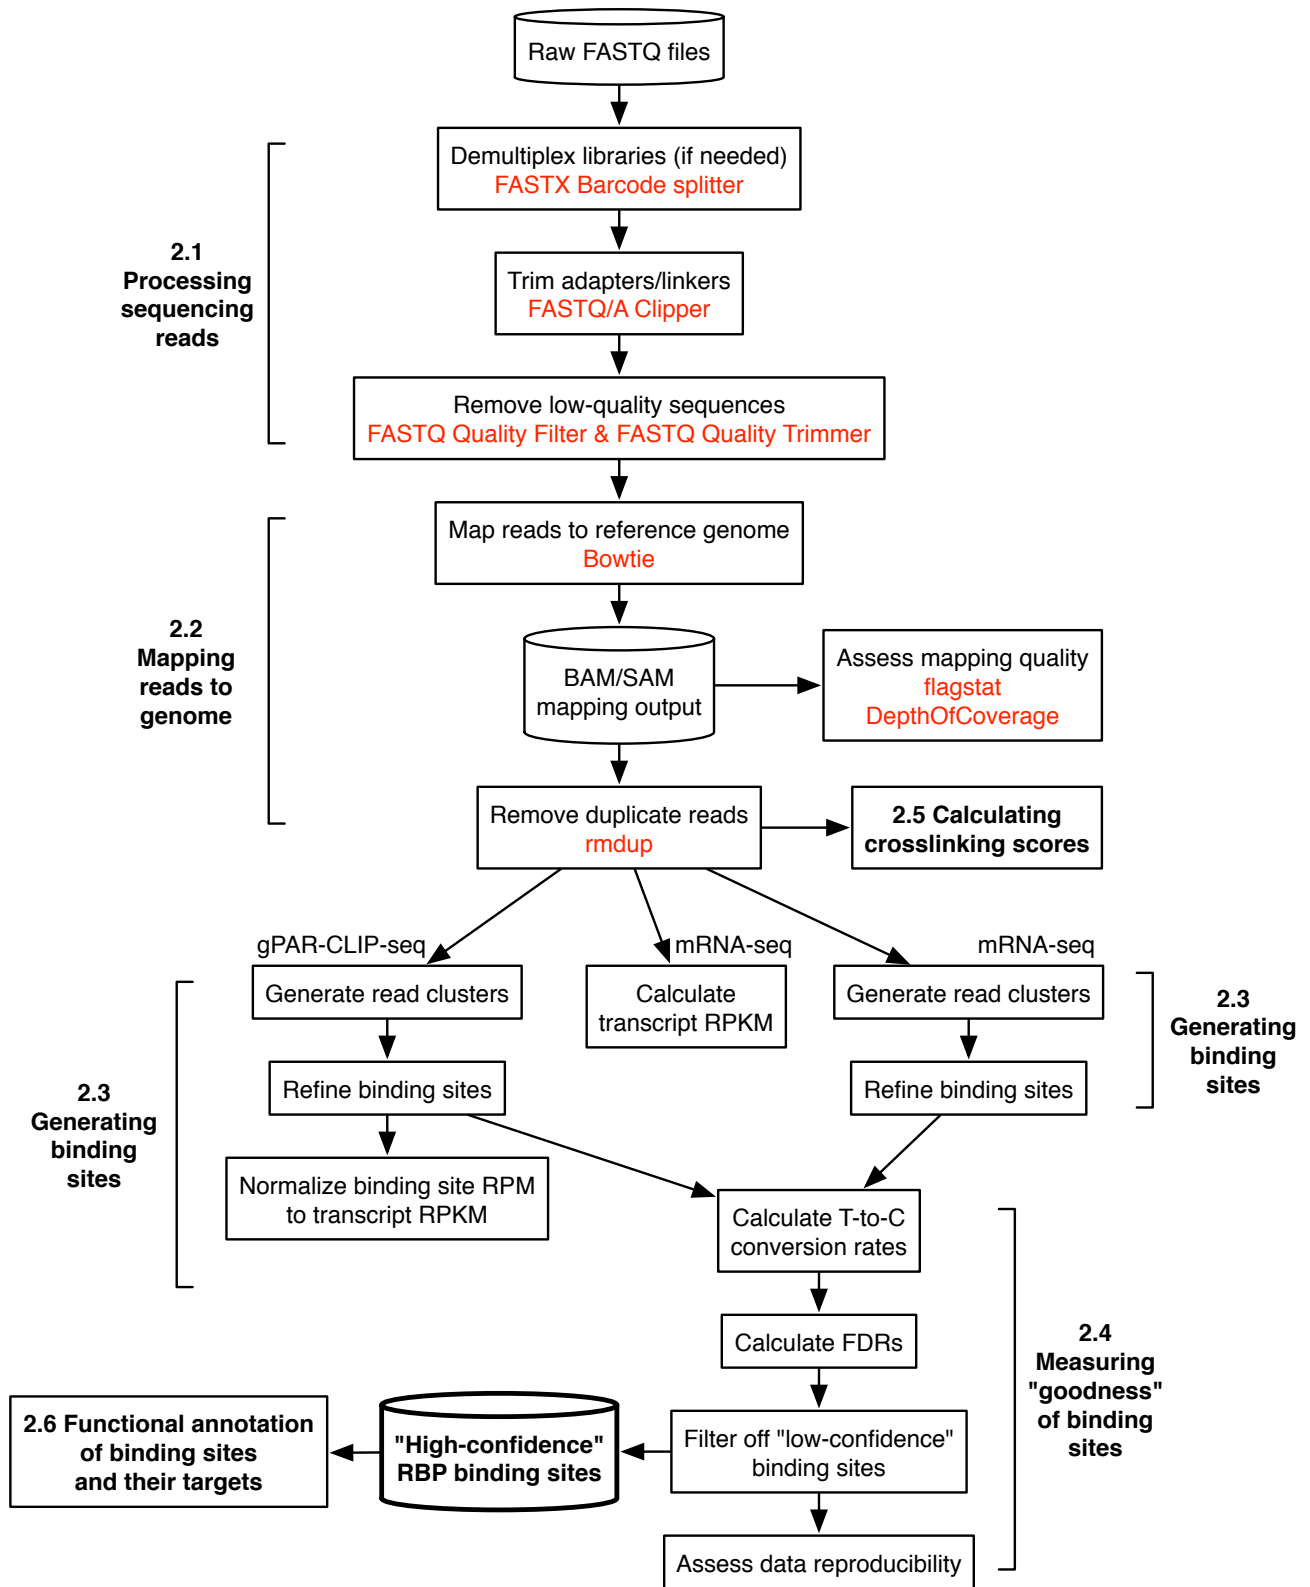 Raw FASTQ files
Demultiplex libraries (if needed)
FASTX Barcode splitter
2.1
Processing
sequencing
reads
Trim adapters/linkers
FASTQ/A Clipper
Remove low-quality sequences
FASTQ Quality Filter & FASTQ Quality Trimmer
Map reads to reference genome
Bowtie
2.2
Mapping
reads to
genome
BAM/SAM
mapping output
Assess mapping quality
flagstat
DepthOfCoverage
Remove duplicate reads
rmdup
2.5 Calculating
crosslinking scores
gPAR-CLIP-seq
mRNA-seq
mRNA-seq
Generate read clusters
Calculate
transcript RPKM
Generate read clusters
2.3
Generating
binding
sites
Refine binding sites
Refine binding sites
2.3
Generating
binding
sites
Normalize binding site RPM
to transcript RPKM
Calculate T-to-C
conversion rates
Calculate FDRs
2.4
Measuring
"goodness"
of binding
sites
2.6 Functional annotation
of binding sites
and their targets
"High-confidence"
RBP binding sites
Filter off "low-confidence"
binding sites
Assess data reproducibility